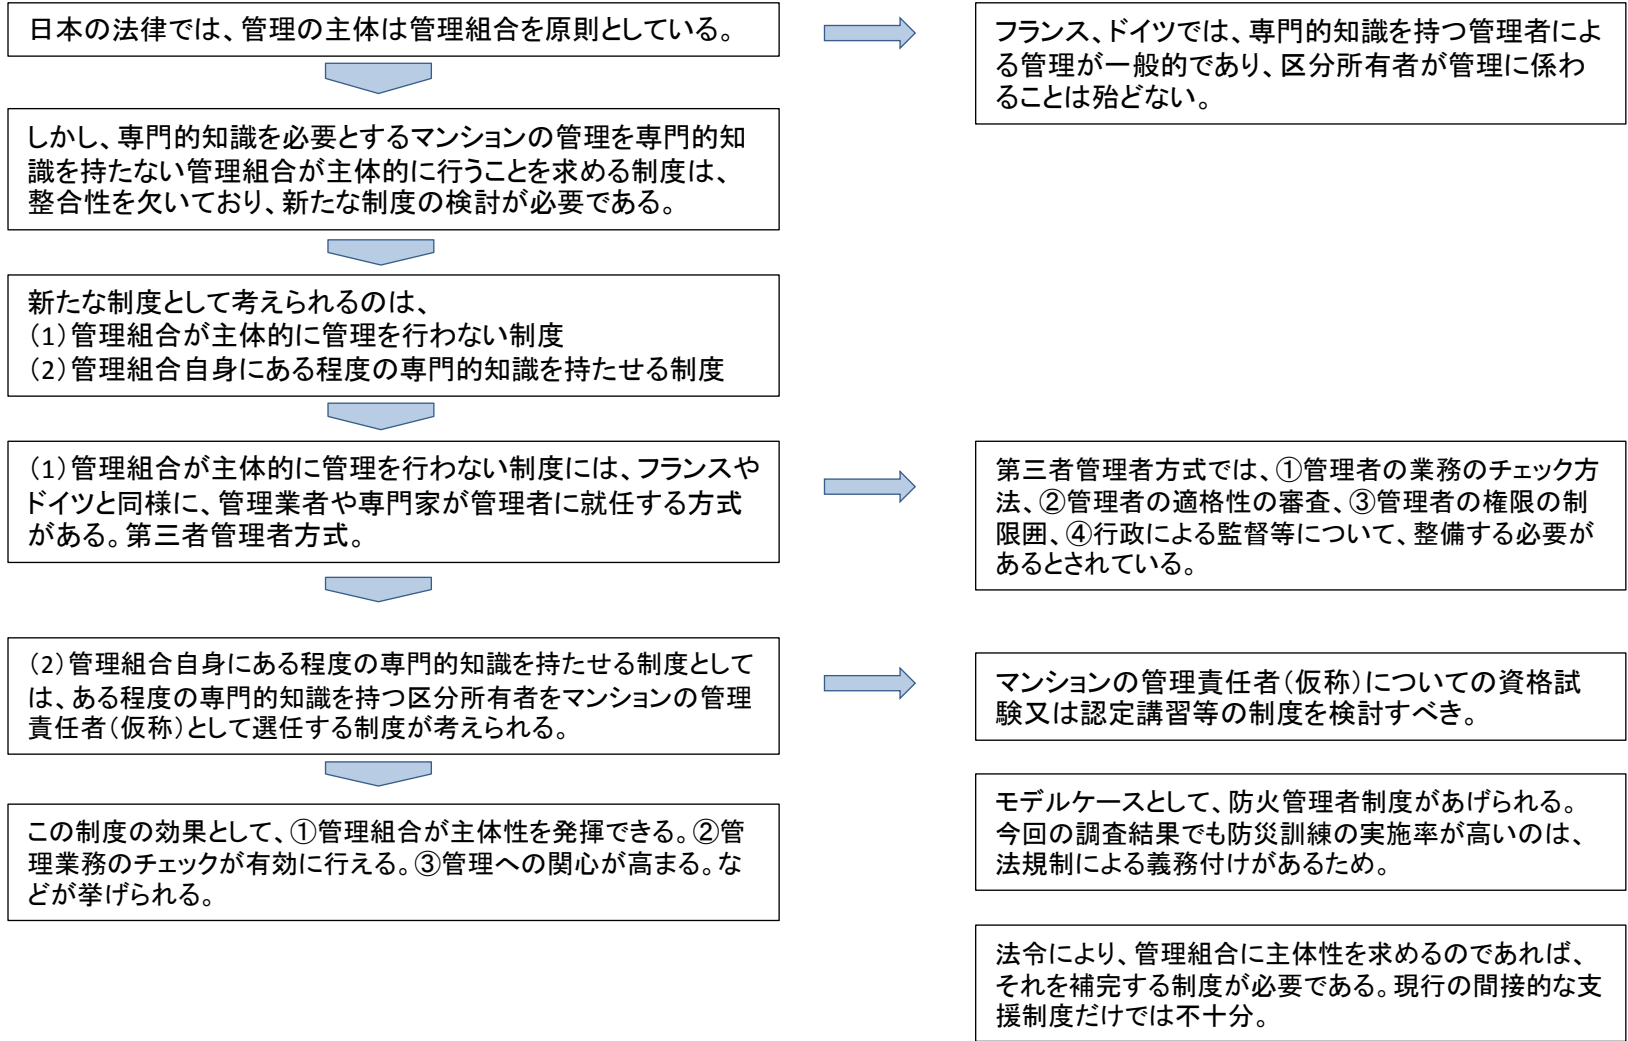 日本の法律では、管理の主体は管理組合を原則としている。
フランス、ドイツでは、専門的知識を持つ管理者によ
る管理が一般的であり、区分所有者が管理に係わ
ることは殆どない。
しかし、専門的知識を必要とするマンションの管理を専門的知
識を持たない管理組合が主体的に行うことを求める制度は、
整合性を欠いており、新たな制度の検討が必要である。
新たな制度として考えられるのは、
(1)管理組合が主体的に管理を行わない制度
(2)管理組合自身にある程度の専門的知識を持たせる制度
(1)管理組合が主体的に管理を行わない制度には、フランスや
ドイツと同様に、管理業者や専門家が管理者に就任する方式
がある。第三者管理者方式。
第三者管理者方式では、①管理者の業務のチェック方
法、②管理者の適格性の審査、③管理者の権限の制
限囲、④行政による監督等について、整備する必要が
あるとされている。
(2)管理組合自身にある程度の専門的知識を持たせる制度として
は、ある程度の専門的知識を持つ区分所有者をマンションの管理
責任者(仮称)として選任する制度が考えられる。
マンションの管理責任者(仮称)についての資格試
験又は認定講習等の制度を検討すべき。
この制度の効果として、①管理組合が主体性を発揮できる。②管
理業務のチェックが有効に行える。③管理への関心が高まる。な
どが挙げられる。
モデルケースとして、防火管理者制度があげられる。
今回の調査結果でも防災訓練の実施率が高いのは、
法規制による義務付けがあるため。
法令により、管理組合に主体性を求めるのであれば、
それを補完する制度が必要である。現行の間接的な支
援制度だけでは不十分。